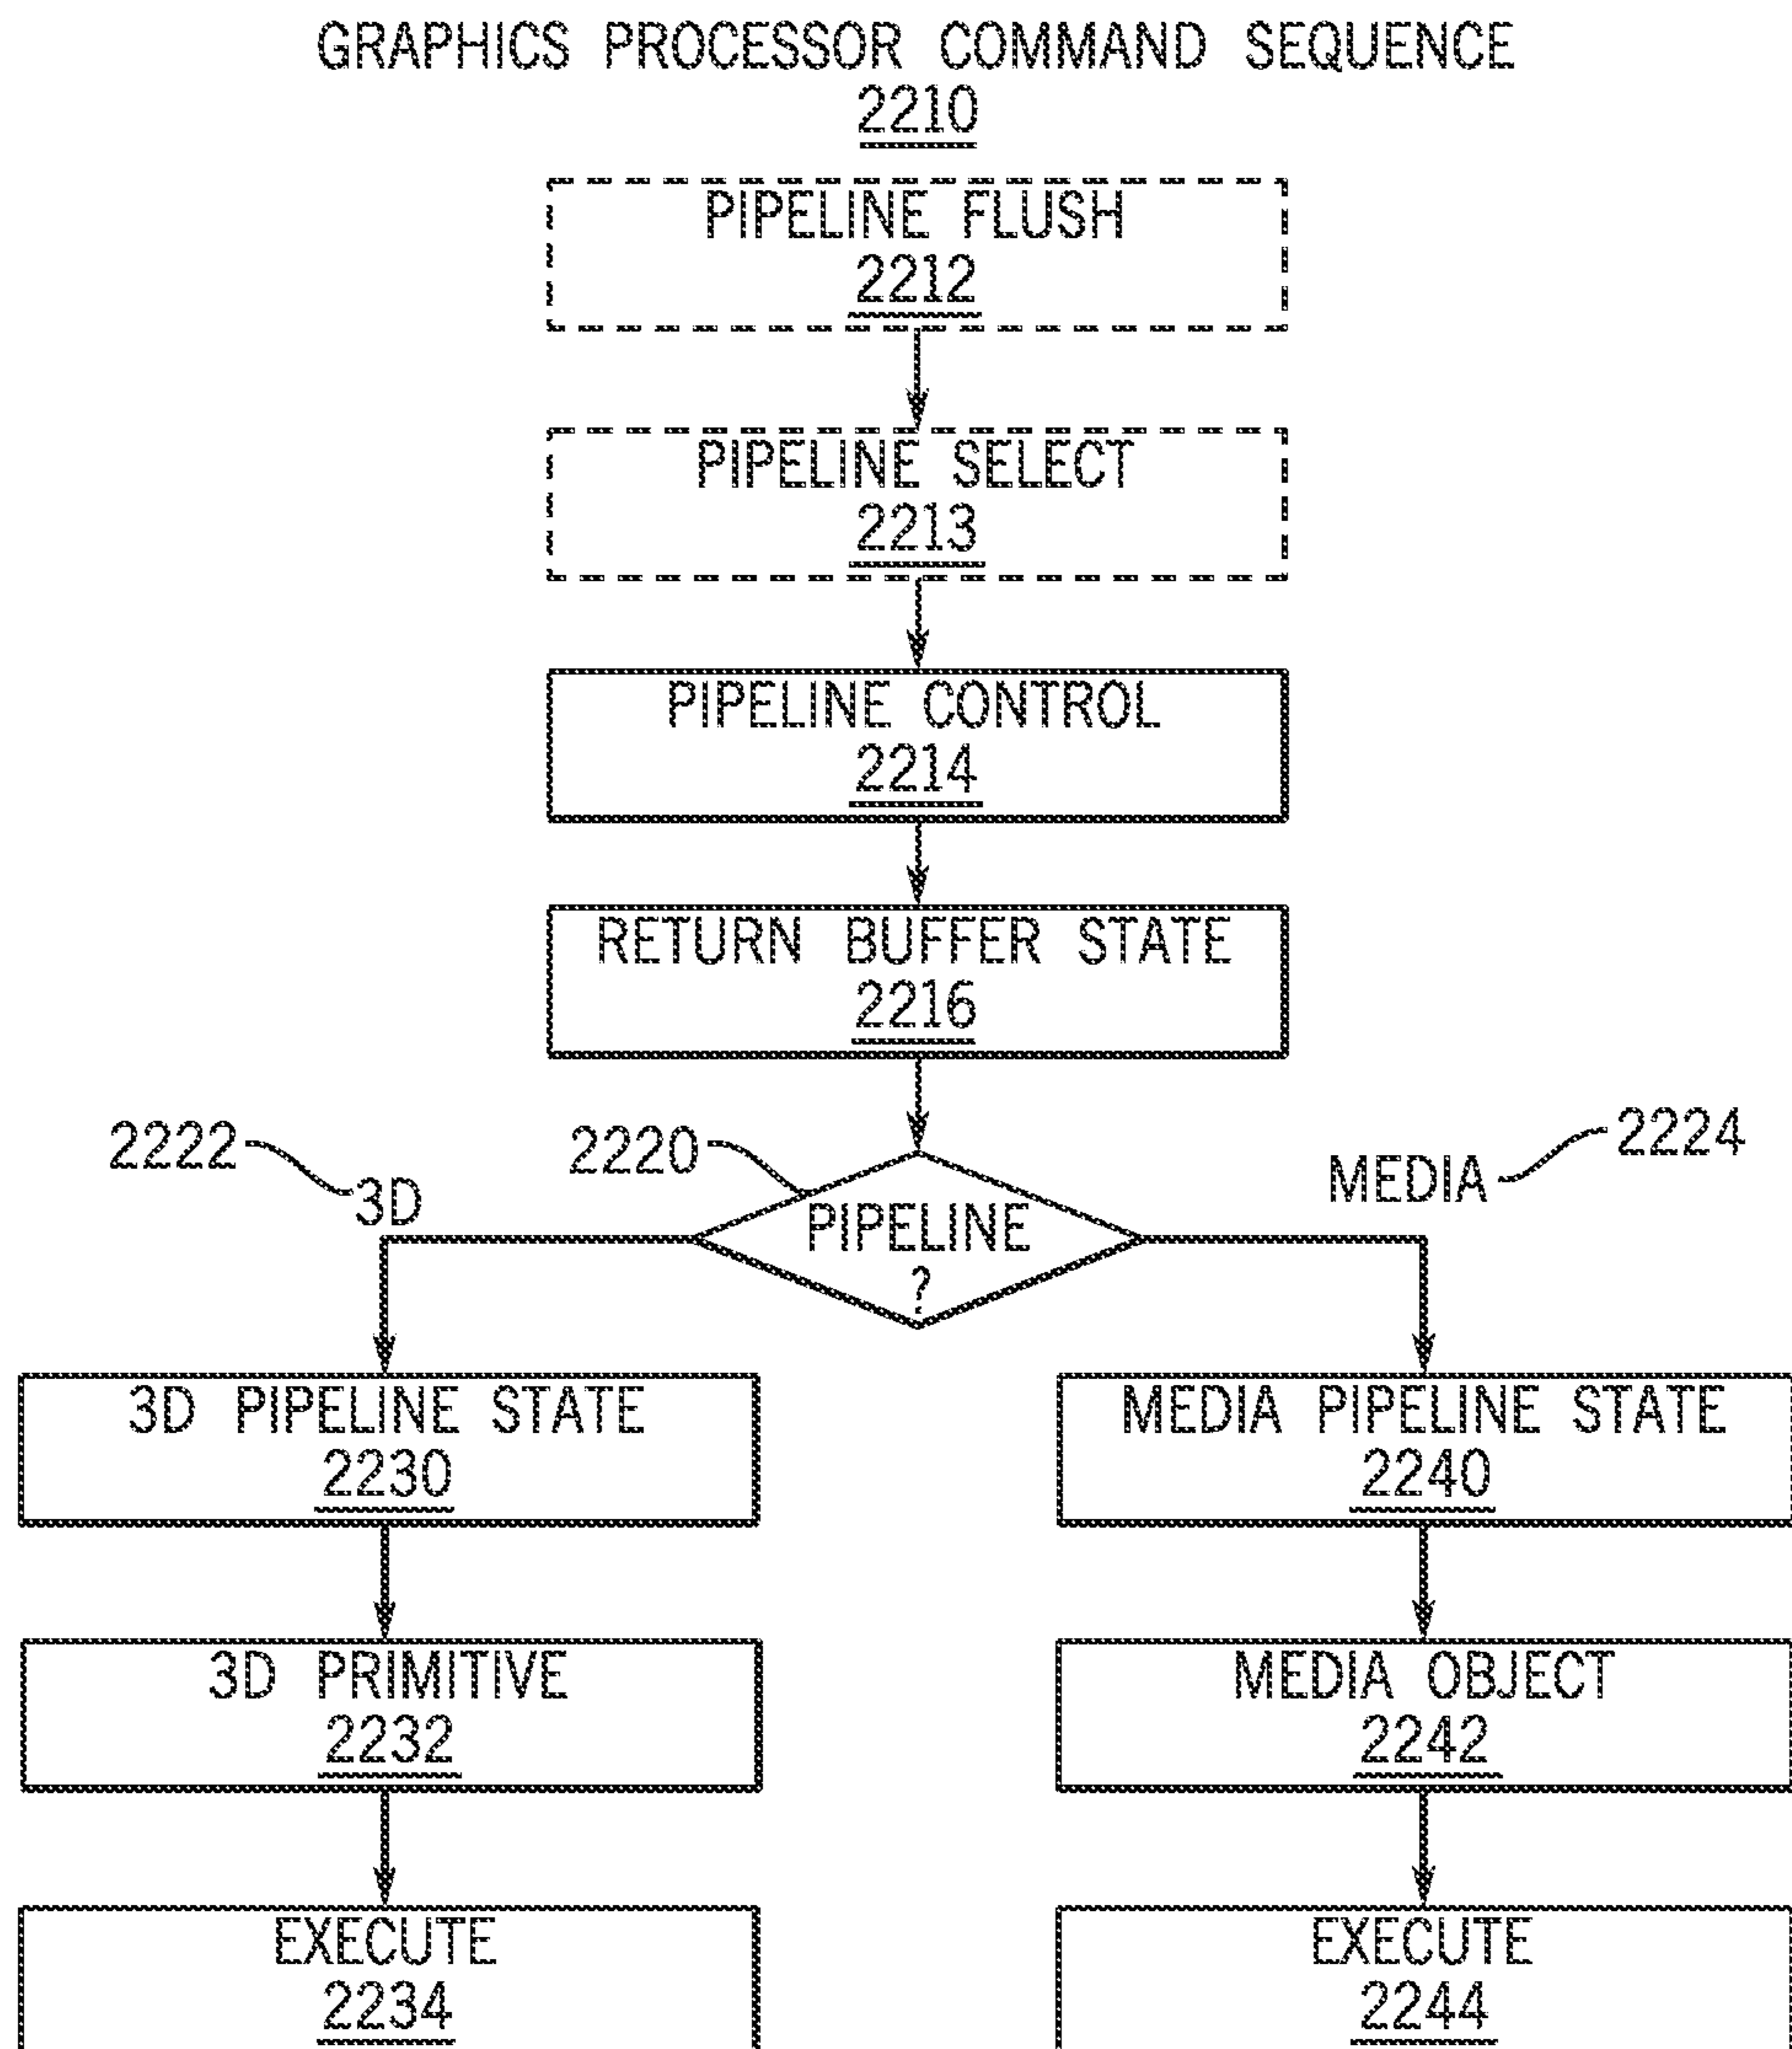 GRAPHICS PROCESSOR COMMAND SEQUENCE
2210
PIPELINE FLUSH
2212
PIPELINE SELECT
2213
PIPELINE CONTROL
2214
RETURN BUFFER STATE
2216
2222
3D
2220
PIPELINE
?
MEDIA
2224
3D PIPELINE STATE
2230
MEDIA PIPELINE STATE
2240
3D PRIMITIVE
2232
MEDIA OBJECT
2242
EXECUTE
2234
EXECUTE
2244